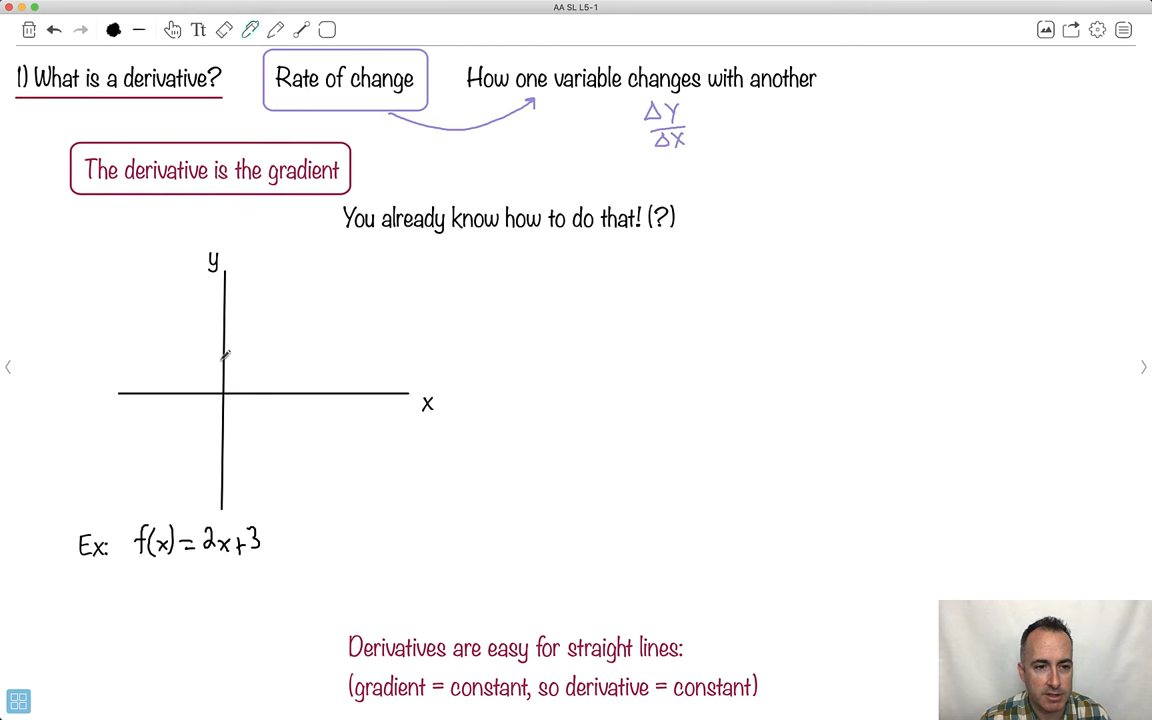 AA SL L5-1
Tt
1) What is a derivative? Rate of change How one variable changes with another
ΔY
ΔX
The derivative is the gradient
You already know how to do that! (?)
y
x
Ex: f(x) = 2x+3
Derivatives are easy for straight lines:
(gradient = constant, so derivative = constant)